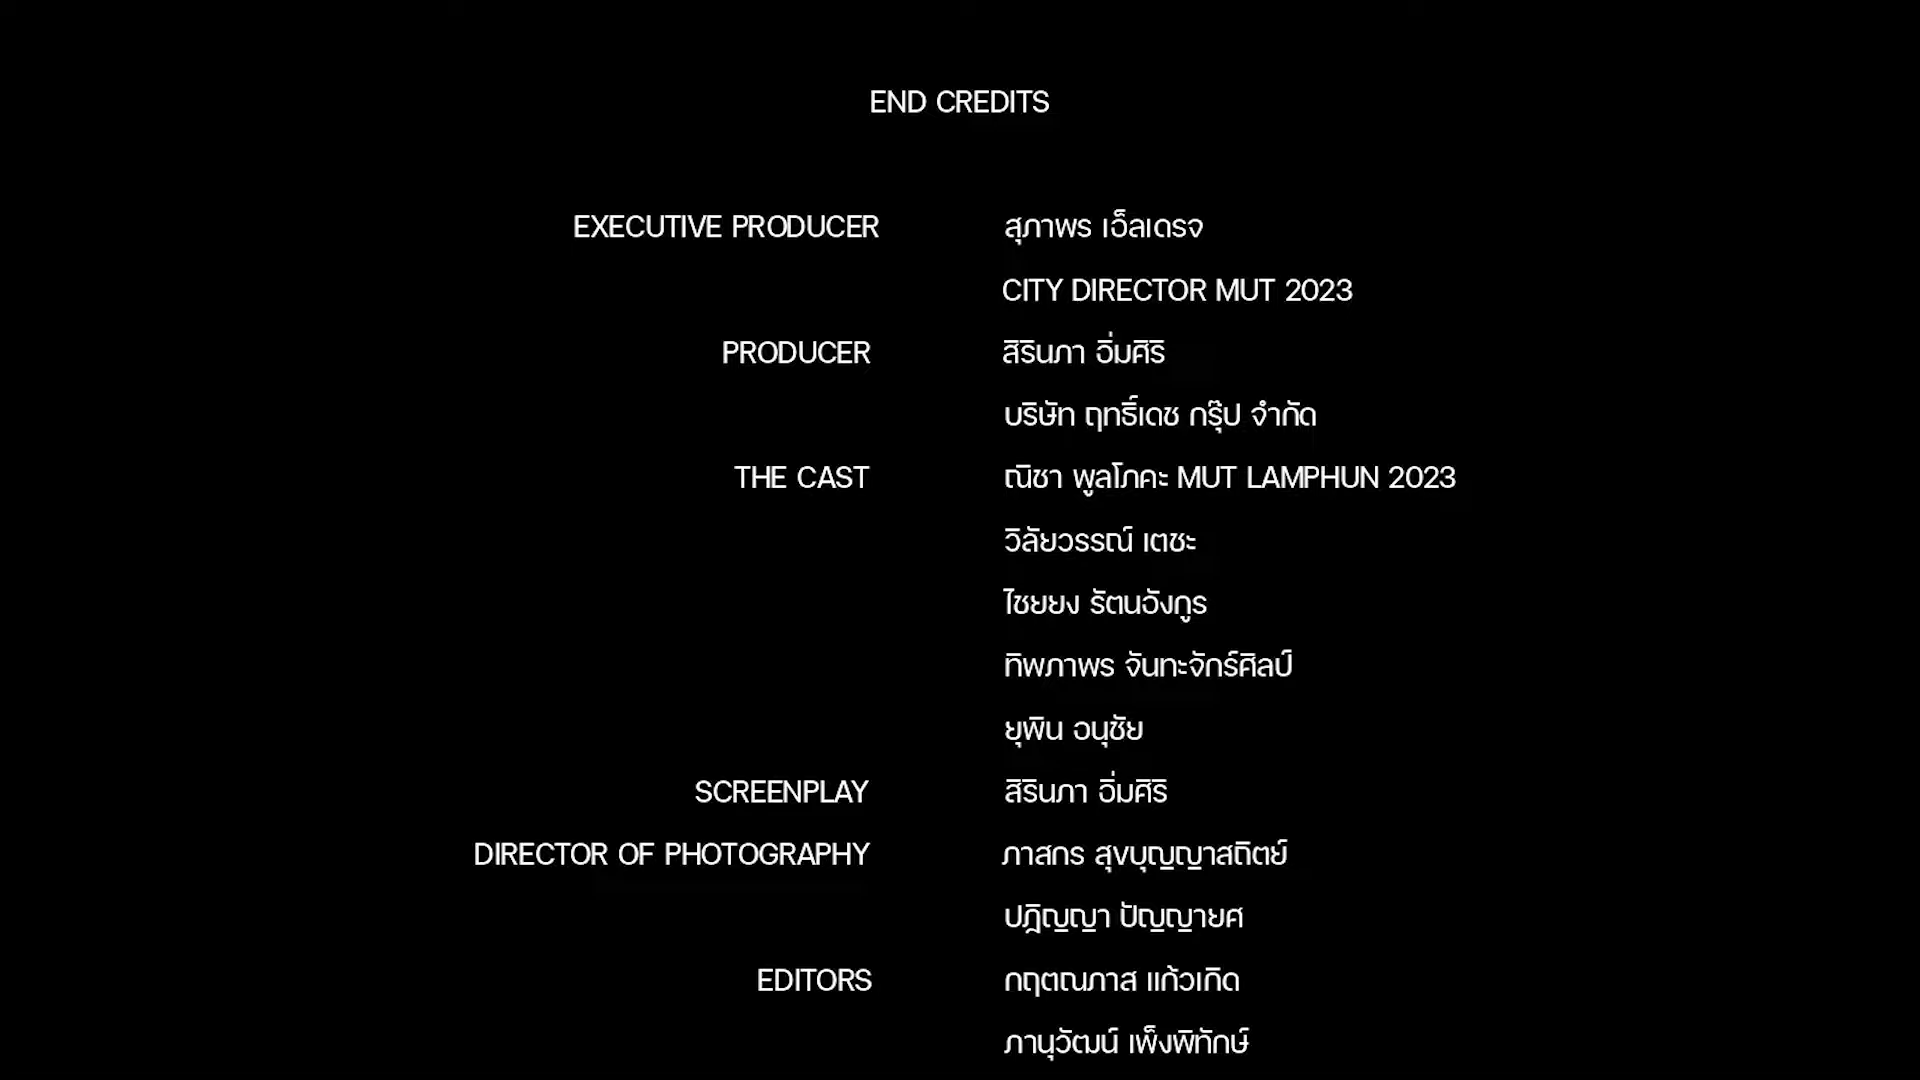 END CREDITS
EXECUTIVE PRODUCER สุภาพร เอ็ลเดรจ
CITY DIRECTOR MUT 2023
PRODUCER สิรินภา อิ่มศิริ
บริษัท ฤทธิ์เดช กรุ๊ป จำกัด
THE CAST ณิชา พูลโภคะ MUT LAMPHUN 2023
วิลัยวรรณ์ เตชะ
ไชยยง รัตนอังกูร
ทิพภาพร จันทะจักร์ศิลป์
ยุพิน อนุชัย
SCREENPLAY สิรินภา อิ่มศิริ
DIRECTOR OF PHOTOGRAPHY ภาสกร สุขบุญญาสถิตย์
ปฎิญญา ปัญญายศ
EDITORS กฤตณภาส แก้วเกิด
ภานุวัฒน์ เพ็งพิทักษ์